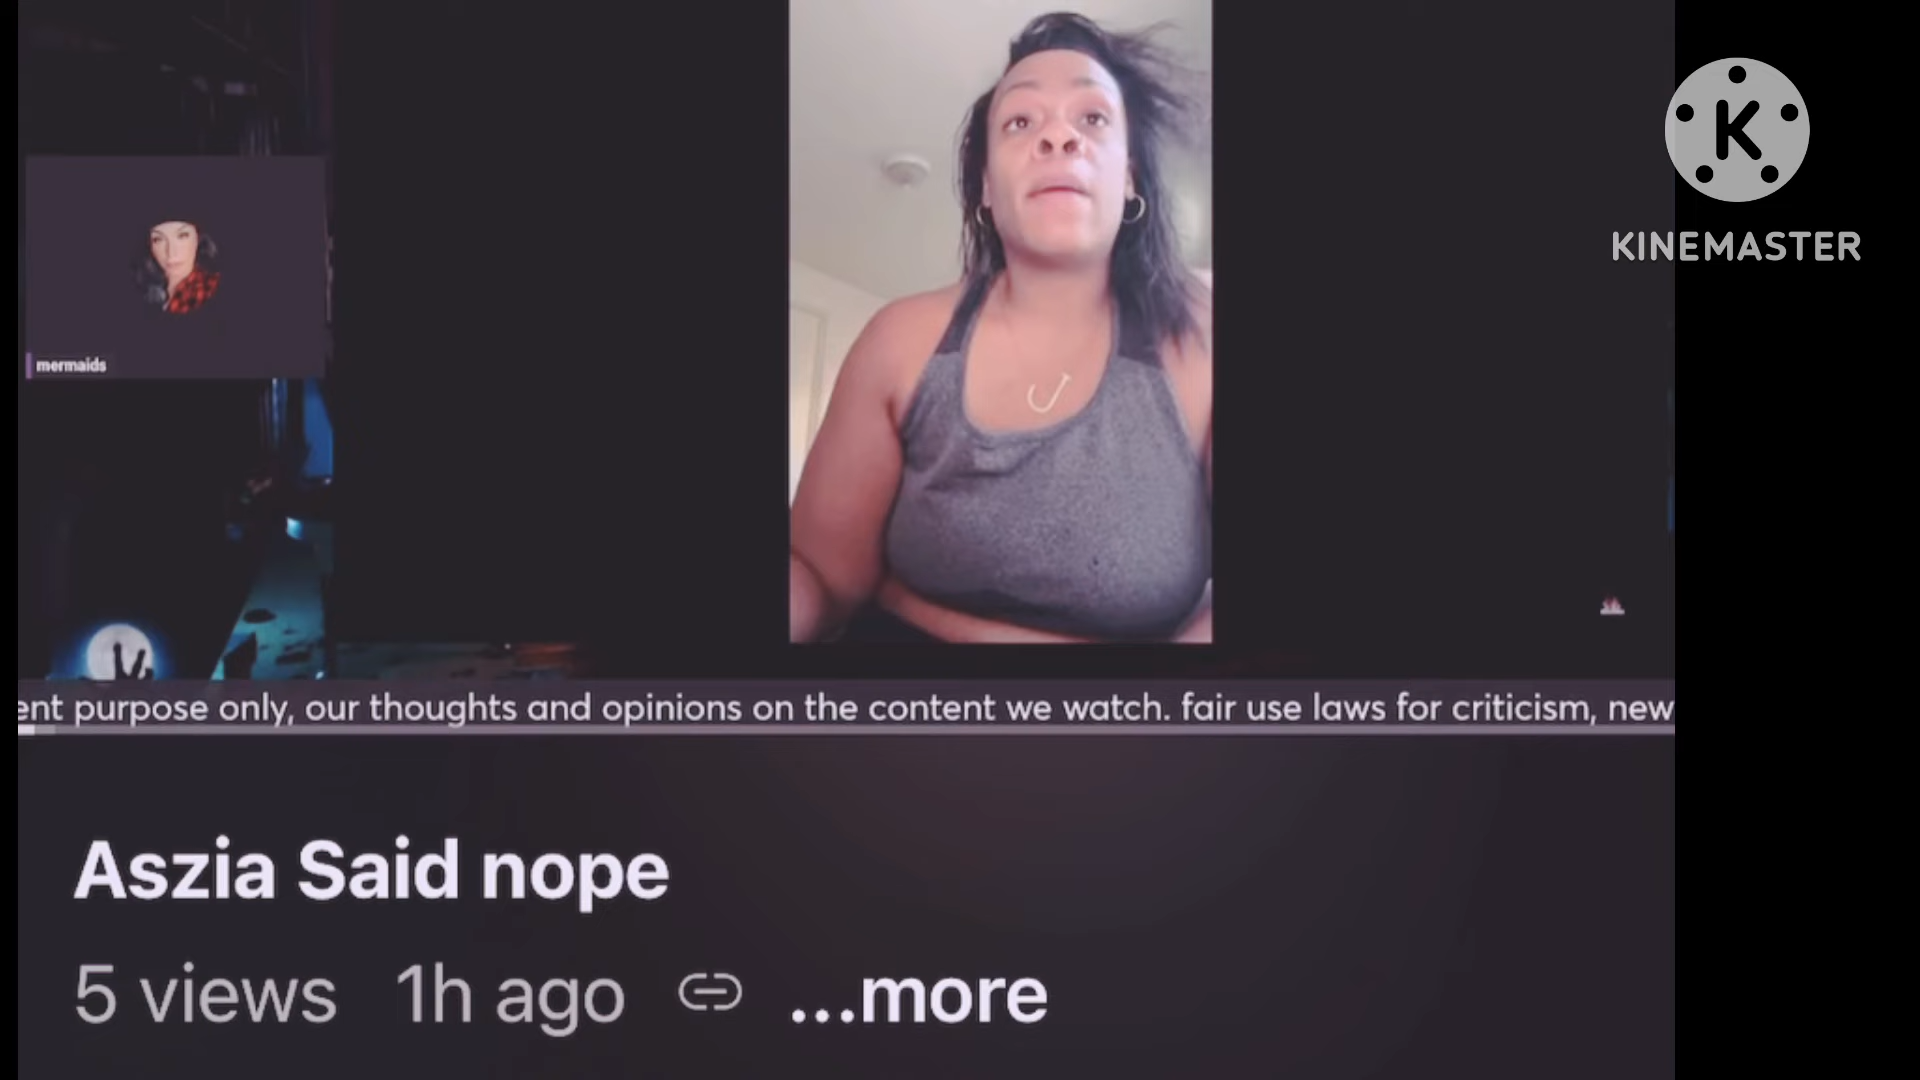 K
KINEMASTER
mermaids
ent purpose only, our thoughts and opinions on the content we watch. fair use laws for criticism, new
Aszia Said nope
5 views 1h ago ...more